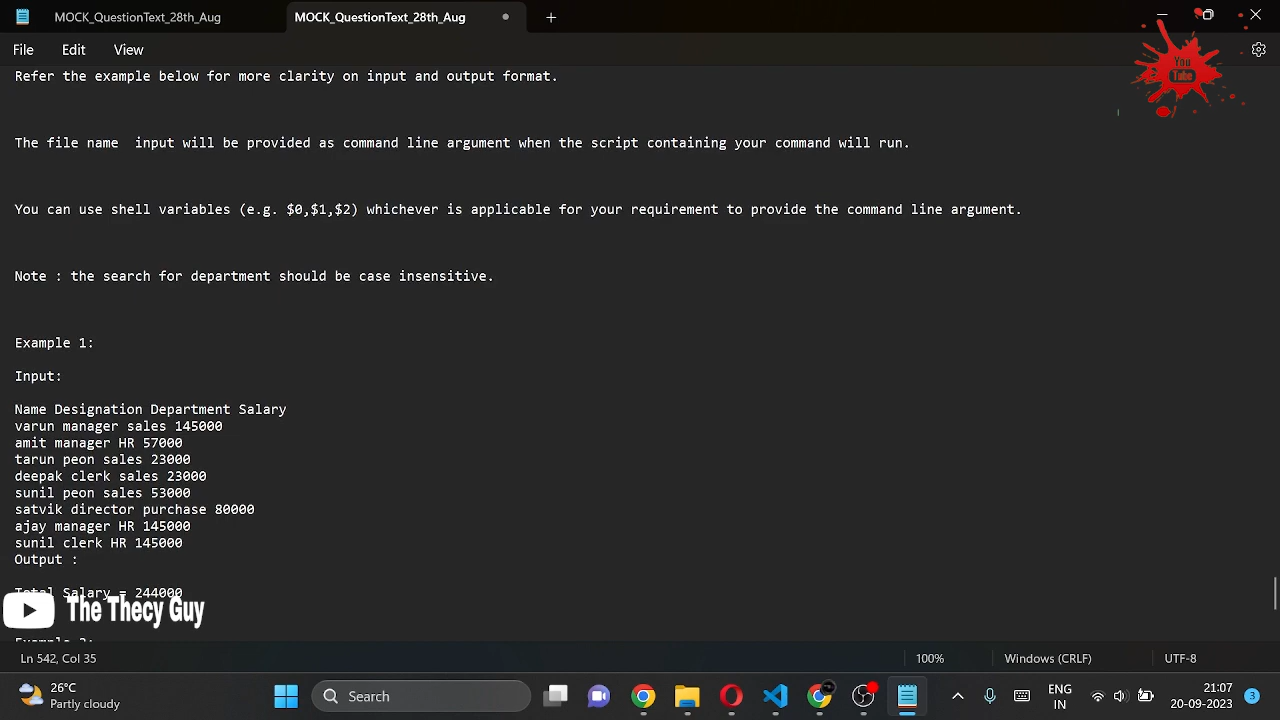 MOCK_QuestionText_28th_Aug
MOCK_QuestionText_28th_Aug
File Edit View
You
Tube
Refer the example below for more clarity on input and output format.
The file name  input will be provided as command line argument when the script containing your command will run.
You can use shell variables (e.g. $0,$1,$2) whichever is applicable for your requirement to provide the command line argument.
Note : the search for department should be case insensitive.
Example 1:
Input:
Name Designation Department Salary
varun manager sales 145000
amit manager HR 57000
tarun peon sales 23000
deepak clerk sales 23000
sunil peon sales 53000
satvik director purchase 80000
ajay manager HR 145000
sunil clerk HR 145000
Output :
Total Salary = 244000
The Thecy Guy
Ln 542, Col 35
100%
Windows (CRLF)
UTF-8
26°C
Partly cloudy
Search
ENG
IN
21:07
20-09-2023
3